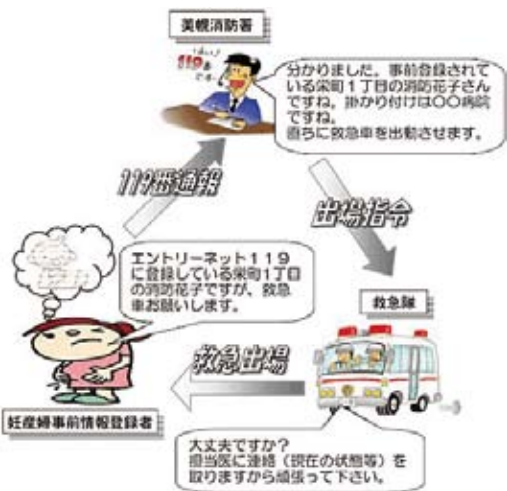 美幌消防署
はい!
119番
です。
分かりました。事前登録されて
いる栄町1丁目の消防花子さん
ですね。掛かり付けは〇〇病院
ですね。
直ちに救急車を出動させます。
119番通報
出場指令
エントリーネット119
に登録している栄町1丁目
の消防花子ですが、救急
車お願いします。
救急隊
救急出場
妊産婦事前情報登録者
大丈夫ですか?
担当医に連絡(現在の状態等)を
取りますから頑張って下さい。